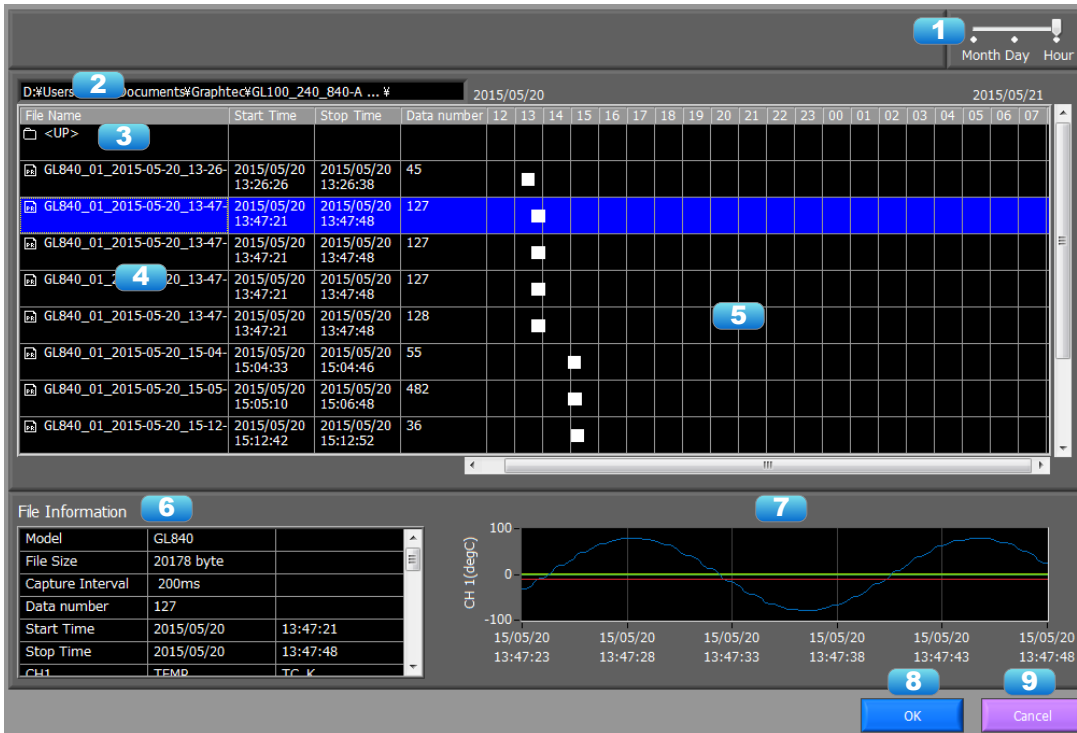 1
Month Day Hour
D:¥Users 2 Documents¥Graphtec¥GL100_240_840-A ... ¥
2015/05/20 2015/05/21
File Name Start Time Stop Time Data number 12 13 14 15 16 17 18 19 20 21 22 23 00 01 02 03 04 05 06 07
<UP> 3
GL840_01_2015-05-20_13-26- 2015/05/20 13:26:26 2015/05/20 13:26:38 45
GL840_01_2015-05-20_13-47- 2015/05/20 13:47:21 2015/05/20 13:47:48 127
GL840_01_2015-05-20_13-47- 2015/05/20 13:47:21 2015/05/20 13:47:48 127
GL840_01_2 4 20_13-47- 2015/05/20 13:47:21 2015/05/20 13:47:48 127
5
GL840_01_2015-05-20_13-47- 2015/05/20 13:47:21 2015/05/20 13:47:48 128
GL840_01_2015-05-20_15-04- 2015/05/20 15:04:33 2015/05/20 15:04:46 55
GL840_01_2015-05-20_15-05- 2015/05/20 15:05:10 2015/05/20 15:06:48 482
GL840_01_2015-05-20_15-12- 2015/05/20 15:12:42 2015/05/20 15:12:52 36
File Information 6
Model GL840
File Size 20178 byte
Capture Interval 200ms
Data number 127
Start Time 2015/05/20 13:47:21
Stop Time 2015/05/20 13:47:48
CH1 TEMP TC_K
7
CH 1(degC)
100
0
-100
15/05/20 15/05/20 15/05/20 15/05/20 15/05/20 15/05/20
13:47:23 13:47:28 13:47:33 13:47:38 13:47:43 13:47:48
8 9
OK Cancel